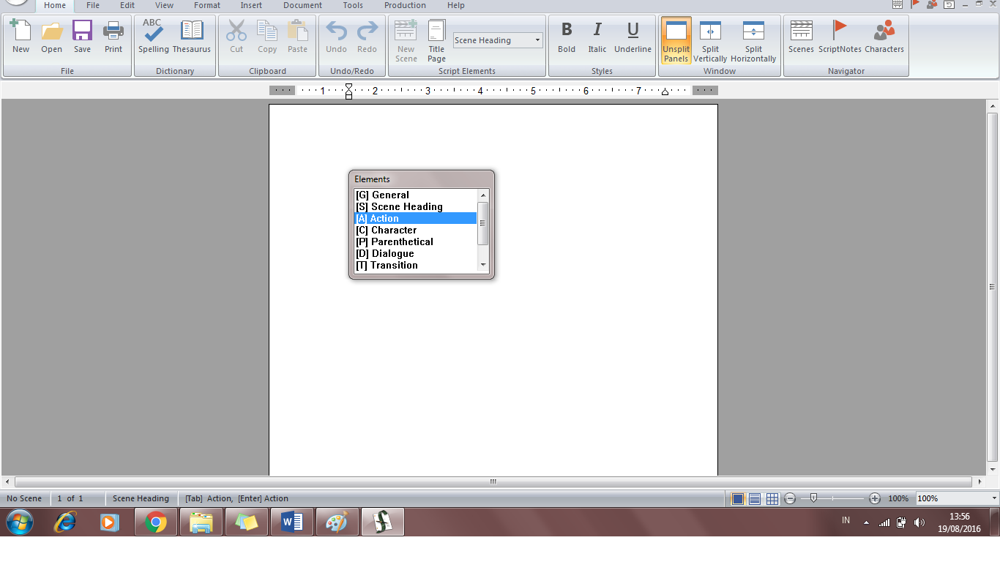 Home File Edit View Format Insert Document Tools Production Help
ABC
Scene Heading
B I U
New Open Save Print Spelling Thesaurus Cut Copy Paste Undo Redo New Scene Title Page Bold Italic Underline Unsplit Panels Split Vertically Split Horizontally Scenes ScriptNotes Characters
File Dictionary Clipboard Undo/Redo Script Elements Styles Window Navigator
1 2 3 4 5 6 7
Elements
[G] General
[S] Scene Heading
[A] Action
[C] Character
[P] Parenthetical
[D] Dialogue
[T] Transition
No Scene 1 of 1 Scene Heading [Tab] Action, [Enter] Action 100% 100%
IN 13:56
19/08/2016